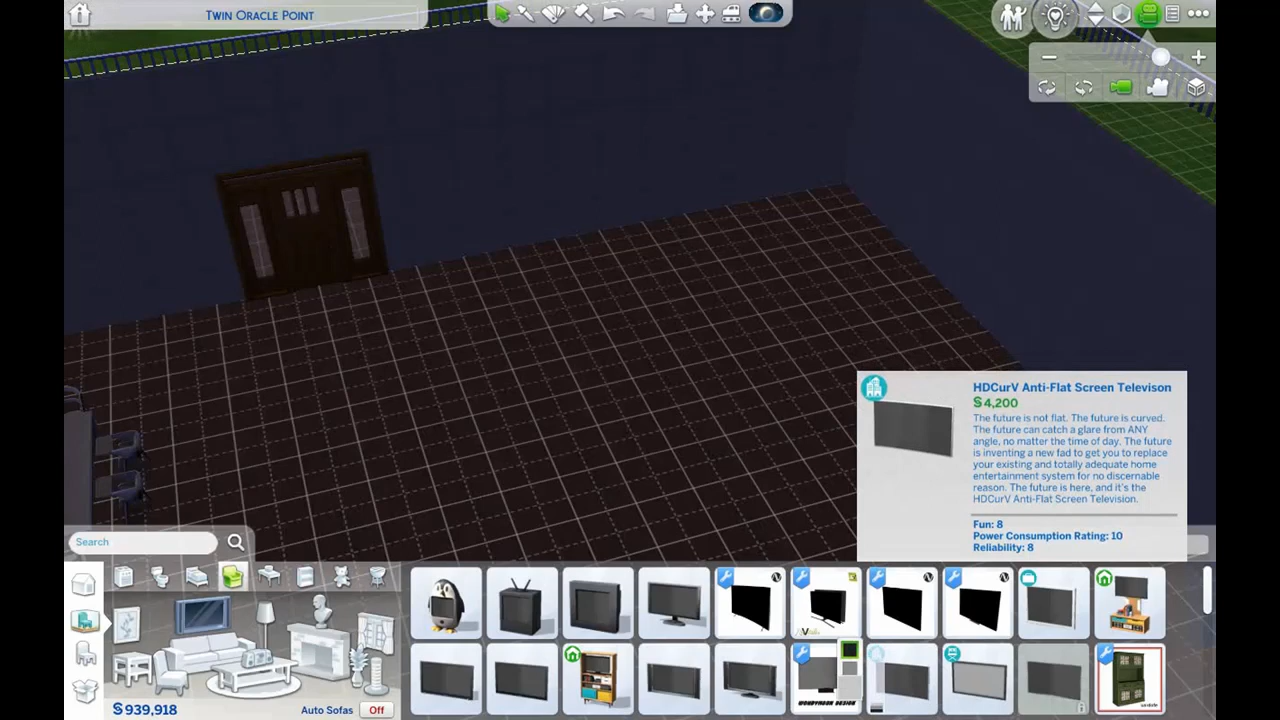 Twin Oracle Point
HDCurV Anti-Flat Screen Televison
§4,200
The future is not flat. The future is curved.
The future can catch a glare from ANY
angle, no matter the time of day. The future
is inventing a new fad to get you to replace
your existing and totally adequate home
entertainment system for no discernable
reason. The future is here, and it's the
HDCurV Anti-Flat Screen Television.
Fun: 8
Power Consumption Rating: 10
Reliability: 8
Search
§939,918
Auto Sofas
Off